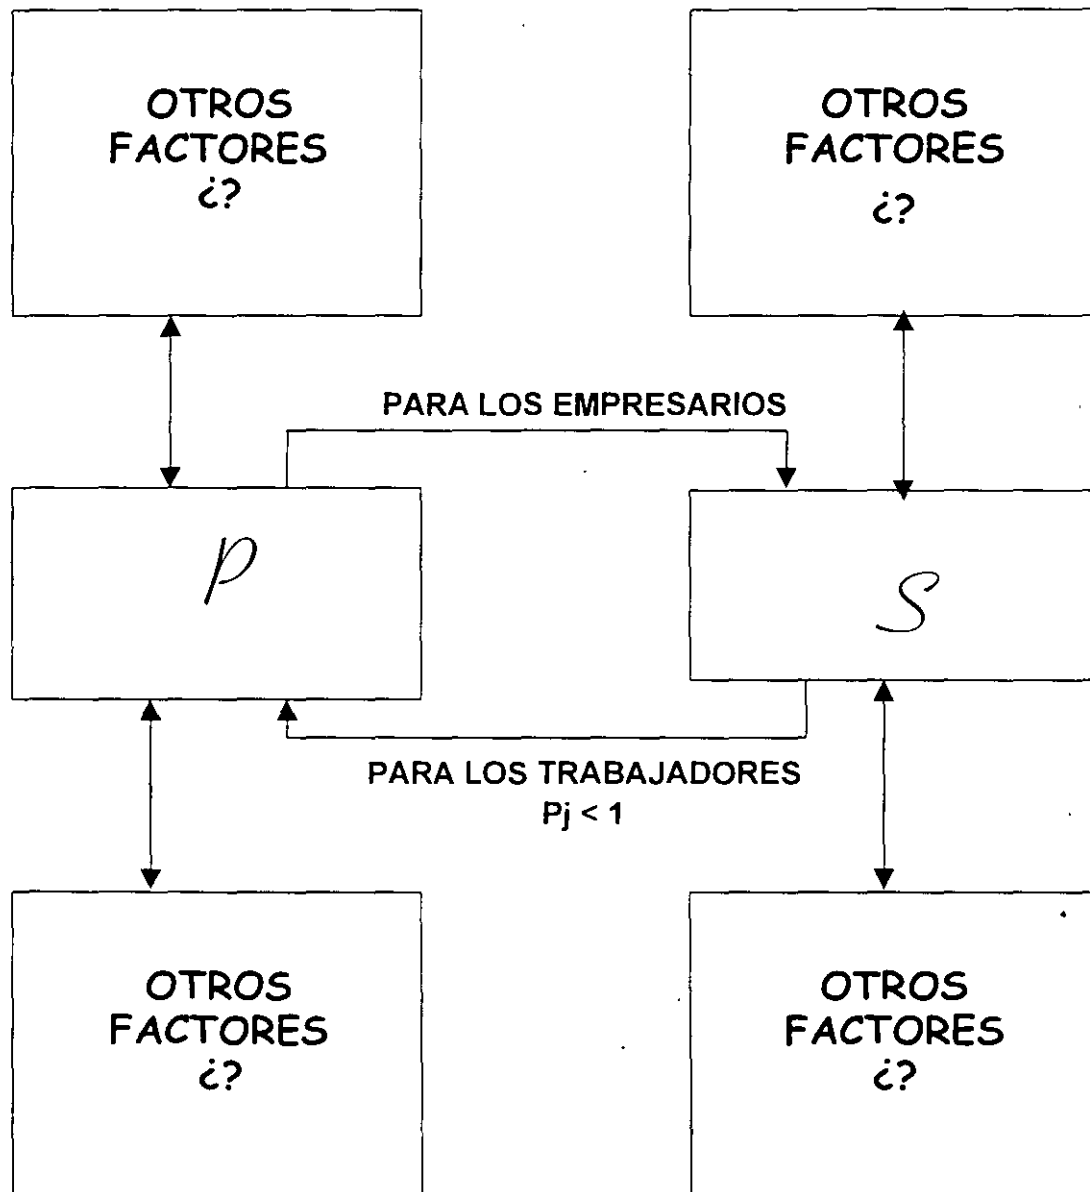 OTROS
FACTORES
¿?
OTROS
FACTORES
¿?
PARA LOS EMPRESARIOS
P
S
PARA LOS TRABAJADORES
Pj < 1
OTROS
FACTORES
¿?
OTROS
FACTORES
¿?